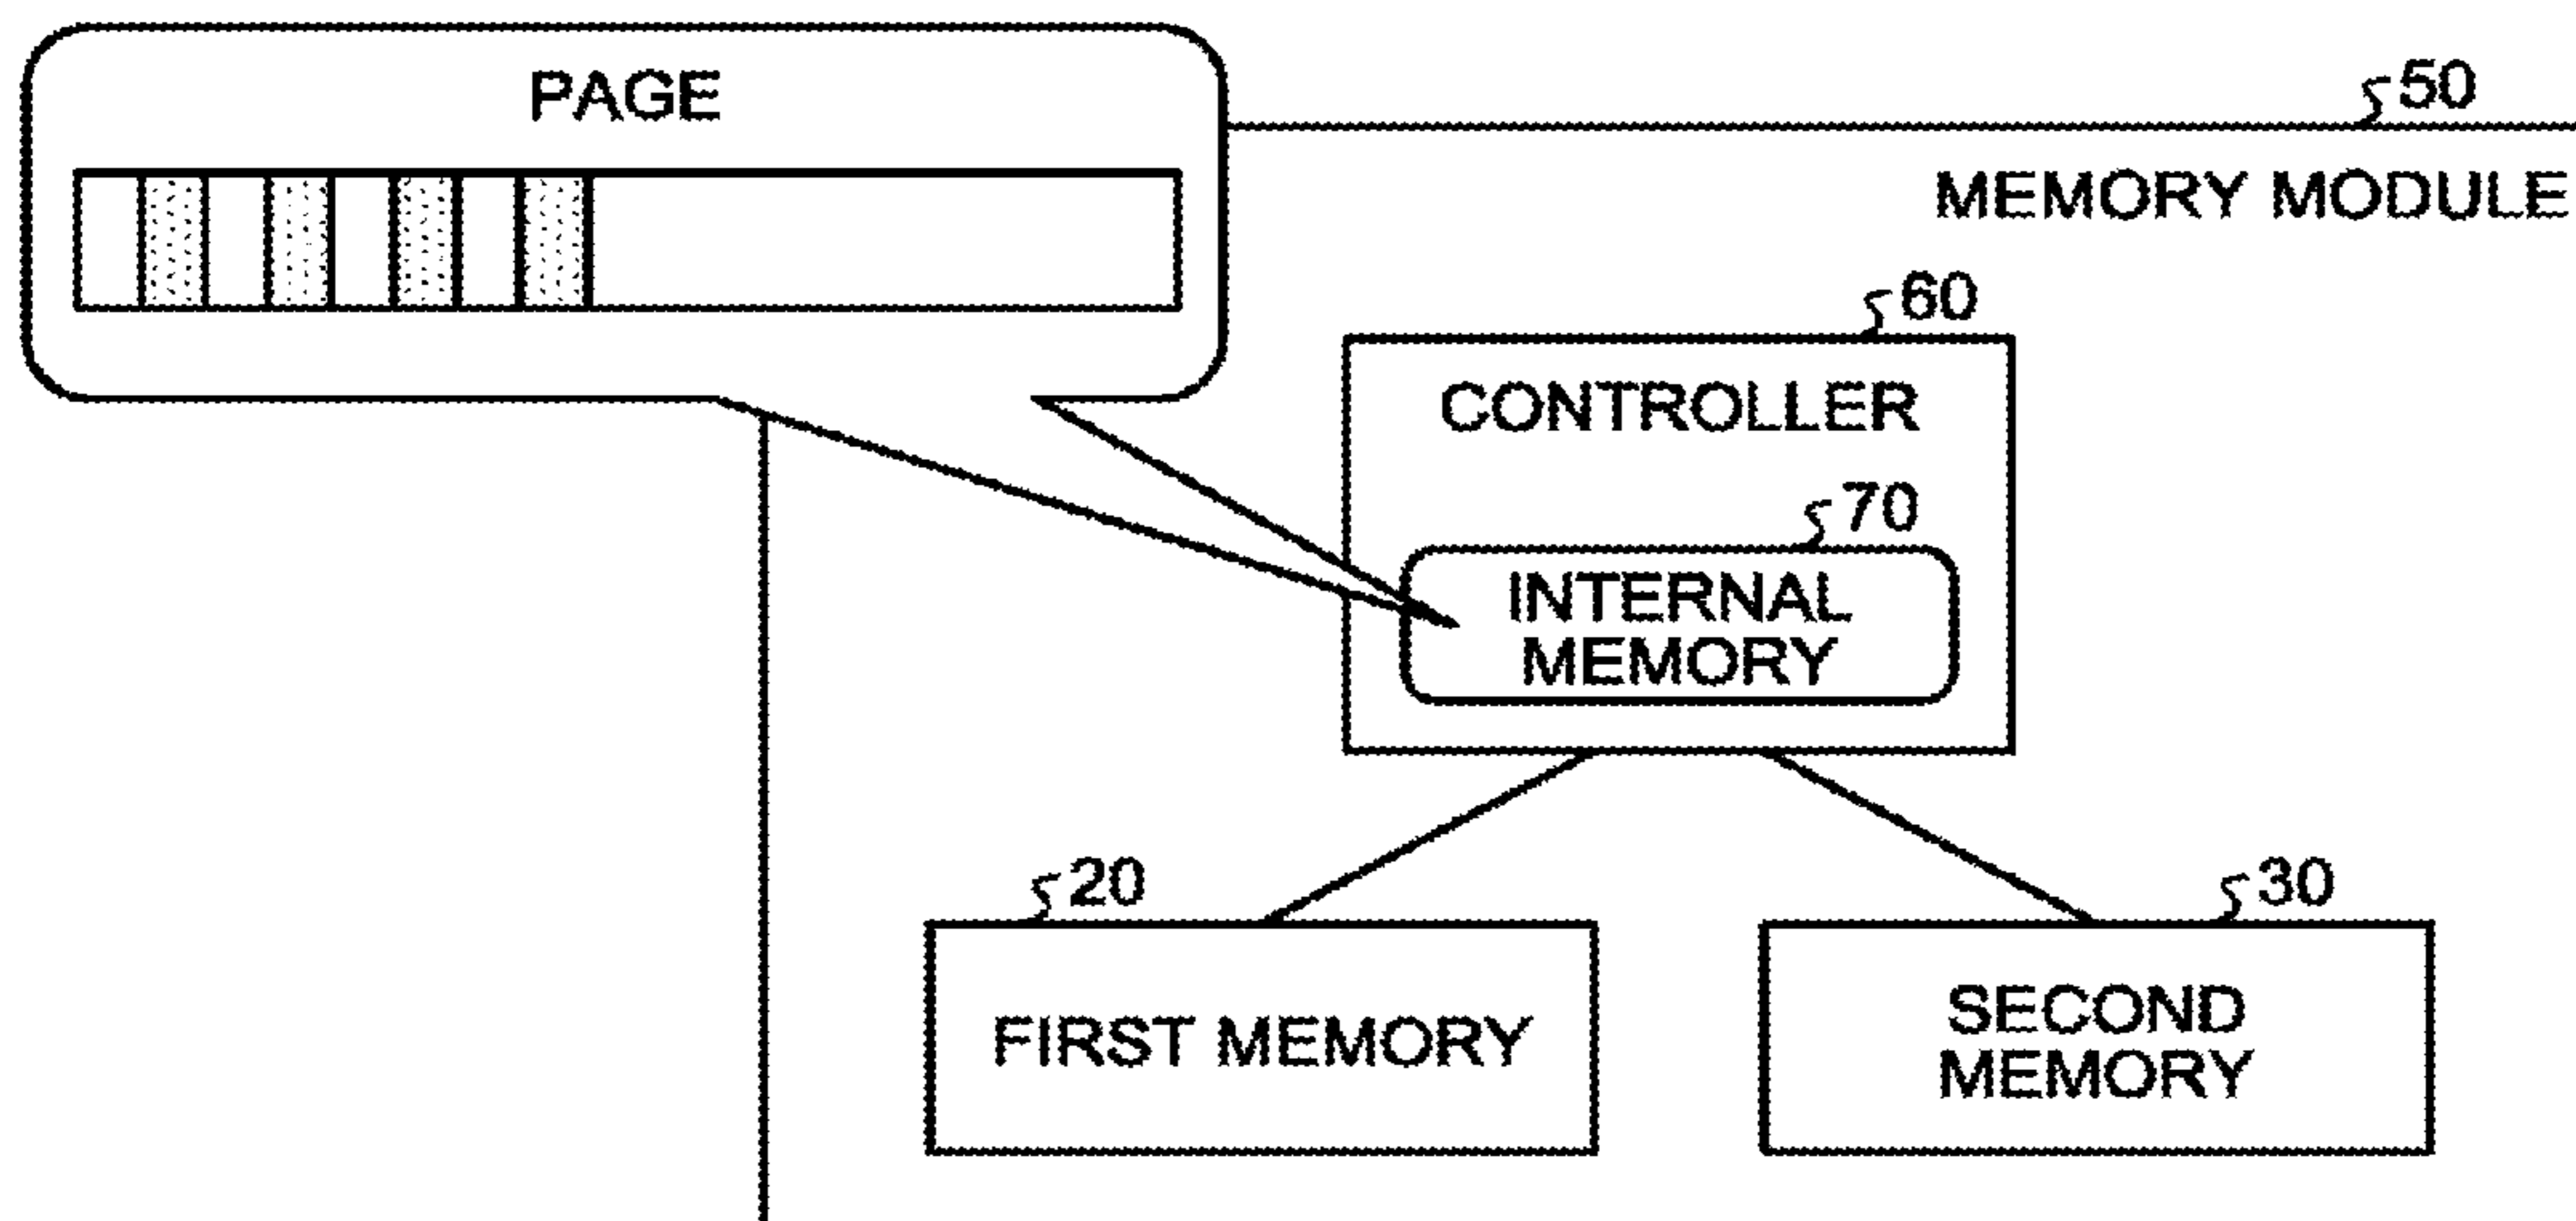 PAGE
50
MEMORY MODULE
60
CONTROLLER
70
INTERNAL
MEMORY
20
30
FIRST MEMORY
SECOND
MEMORY